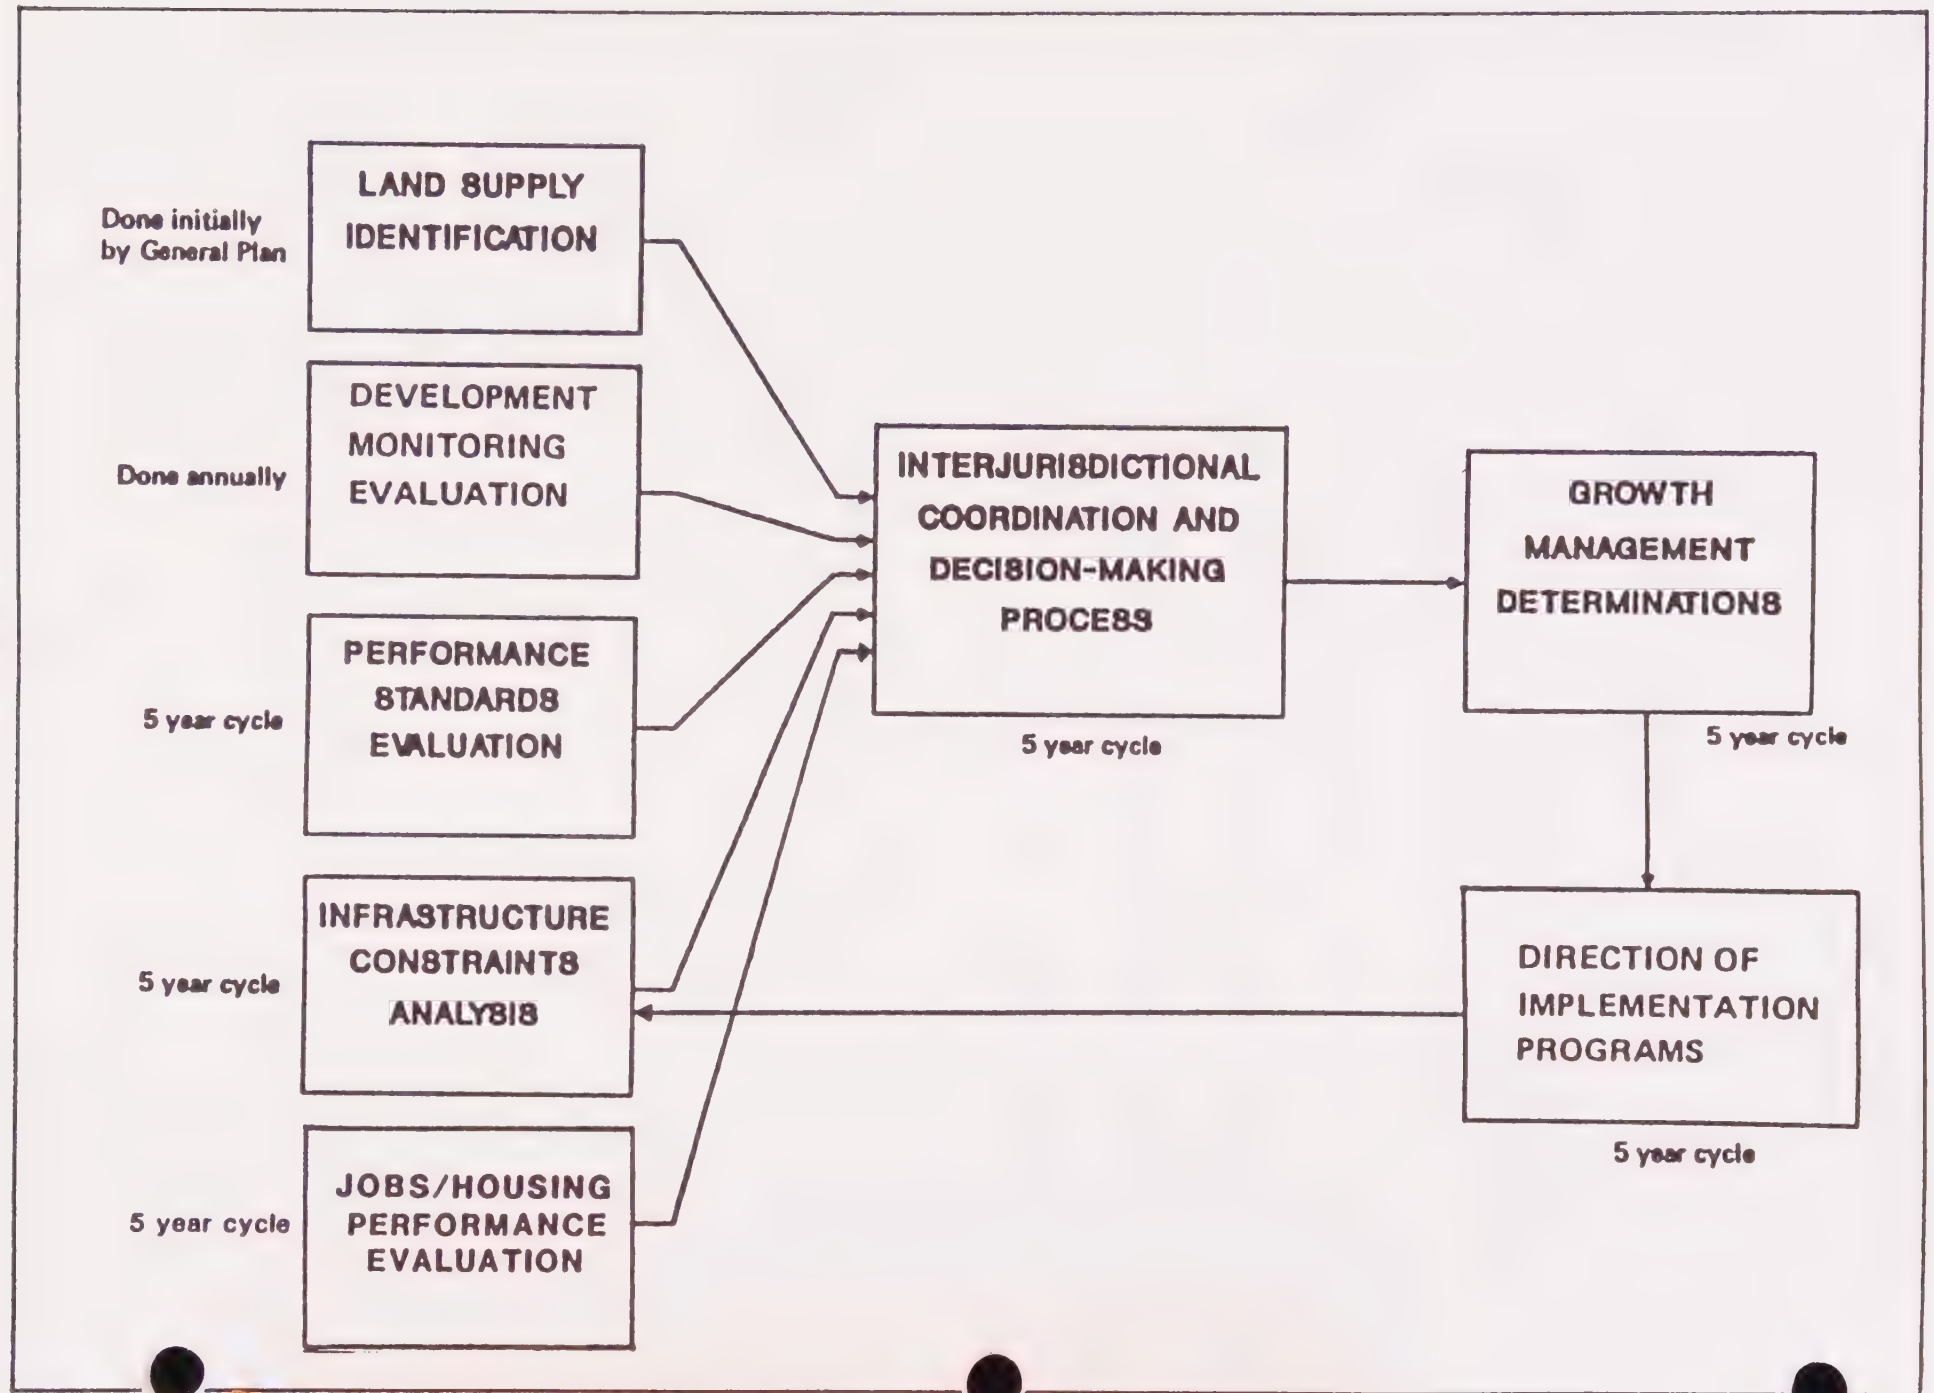 LAND SUPPLY
IDENTIFICATION
Done initially
by General Plan
DEVELOPMENT
MONITORING
EVALUATION
Done annually
PERFORMANCE
STANDARDS
EVALUATION
5 year cycle
INFRASTRUCTURE
CONSTRAINTS
ANALYSIS
5 year cycle
JOBS/HOUSING
PERFORMANCE
EVALUATION
5 year cycle
INTERJURISDICTIONAL
COORDINATION AND
DECISION-MAKING
PROCESS
5 year cycle
GROWTH
MANAGEMENT
DETERMINATIONS
5 year cycle
DIRECTION OF
IMPLEMENTATION
PROGRAMS
5 year cycle